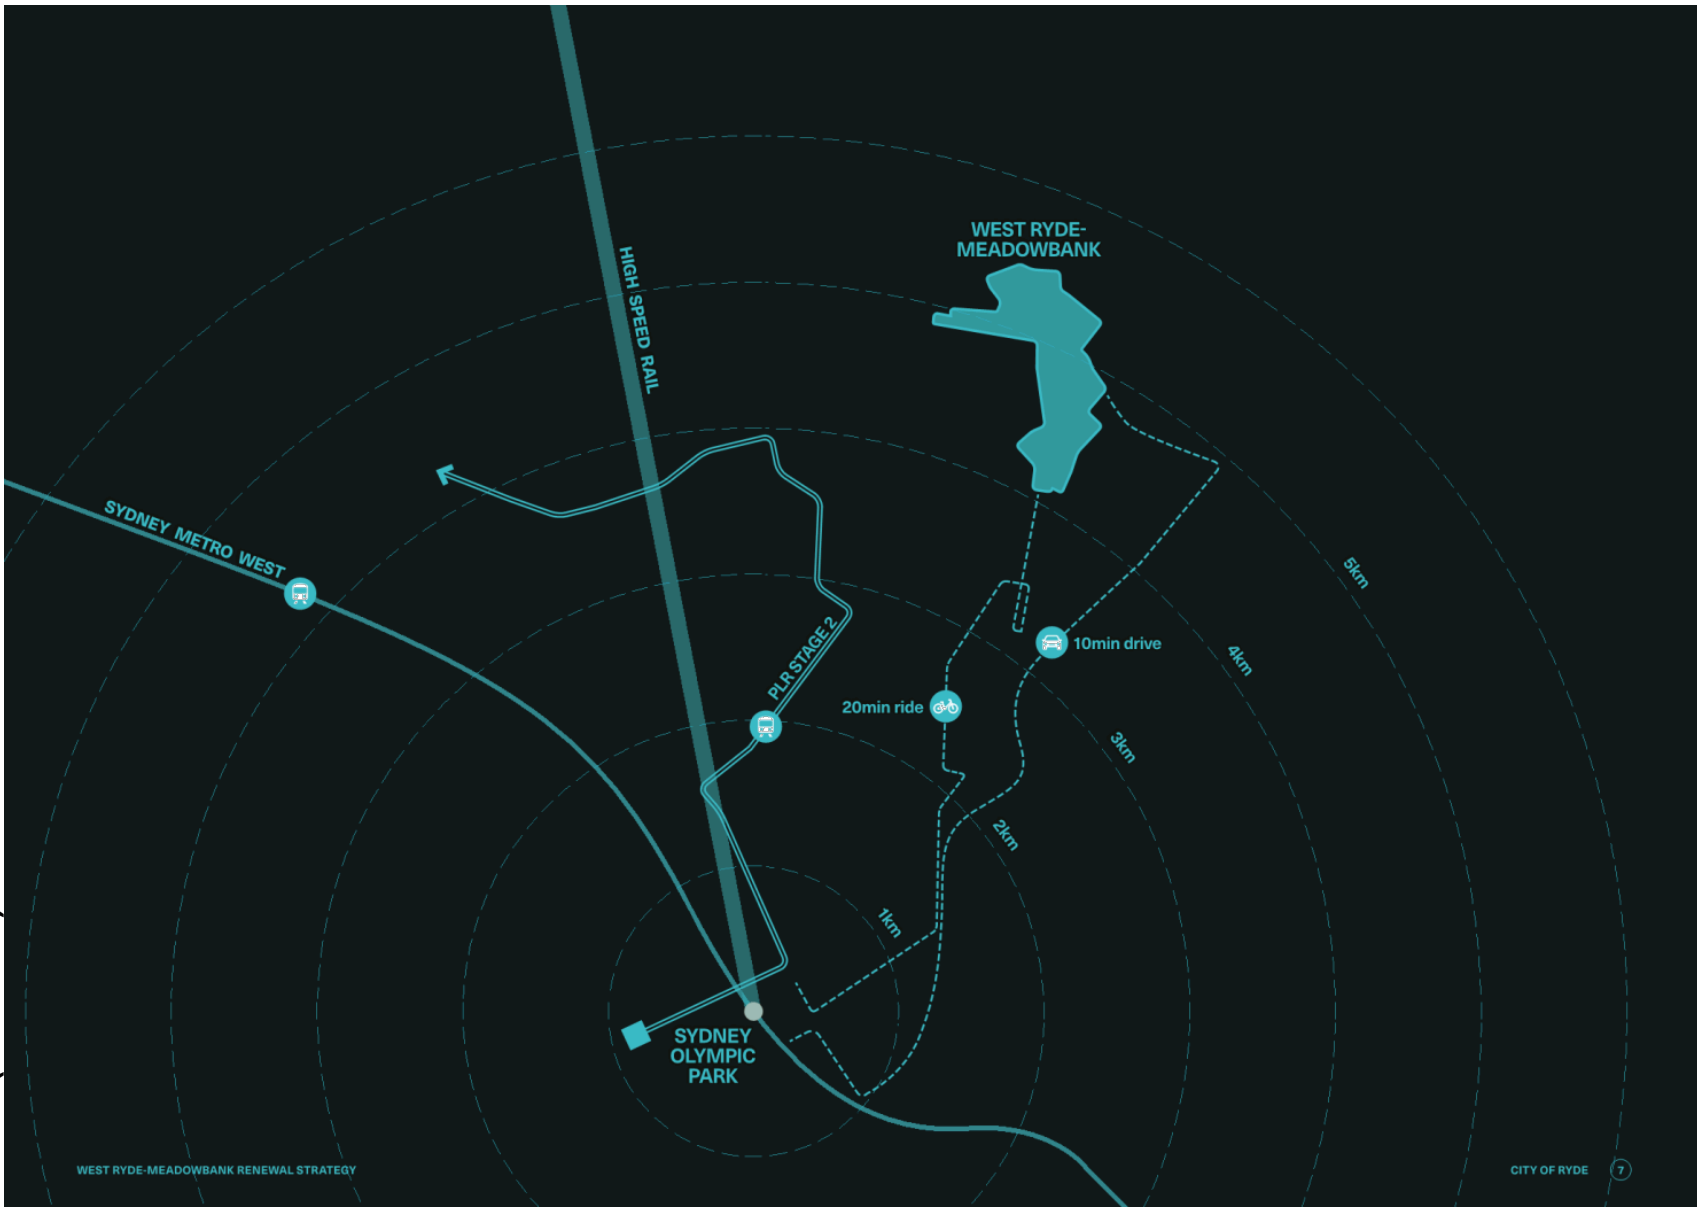 WEST RYDE-
MEADOWBANK
HIGH SPEED RAIL
SYDNEY METRO WEST
PLR STAGE 2
10min drive
20min ride
5km
4km
3km
2km
1km
SYDNEY
OLYMPIC
PARK
WEST RYDE-MEADOWBANK RENEWAL STRATEGY
CITY OF RYDE 7